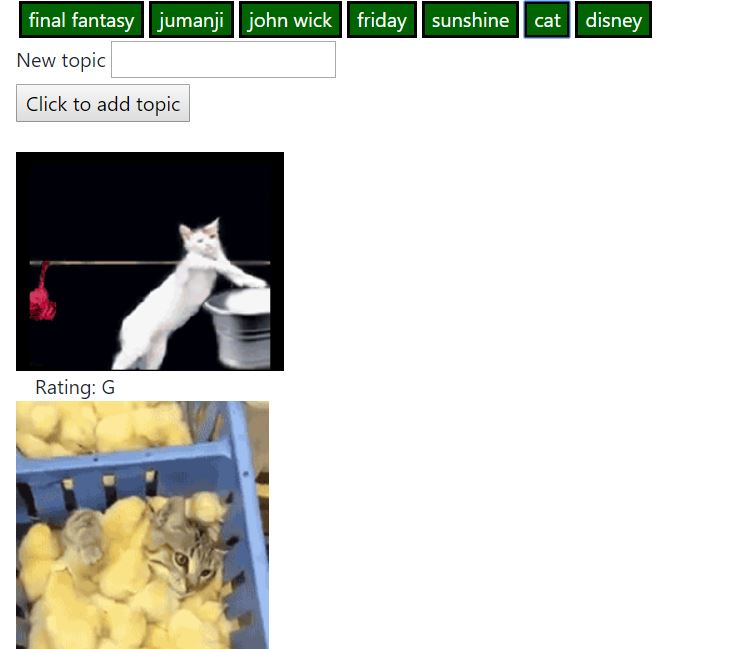 final fantasy jumanji john wick friday sunshine cat disney
New topic
Click to add topic
Rating: G